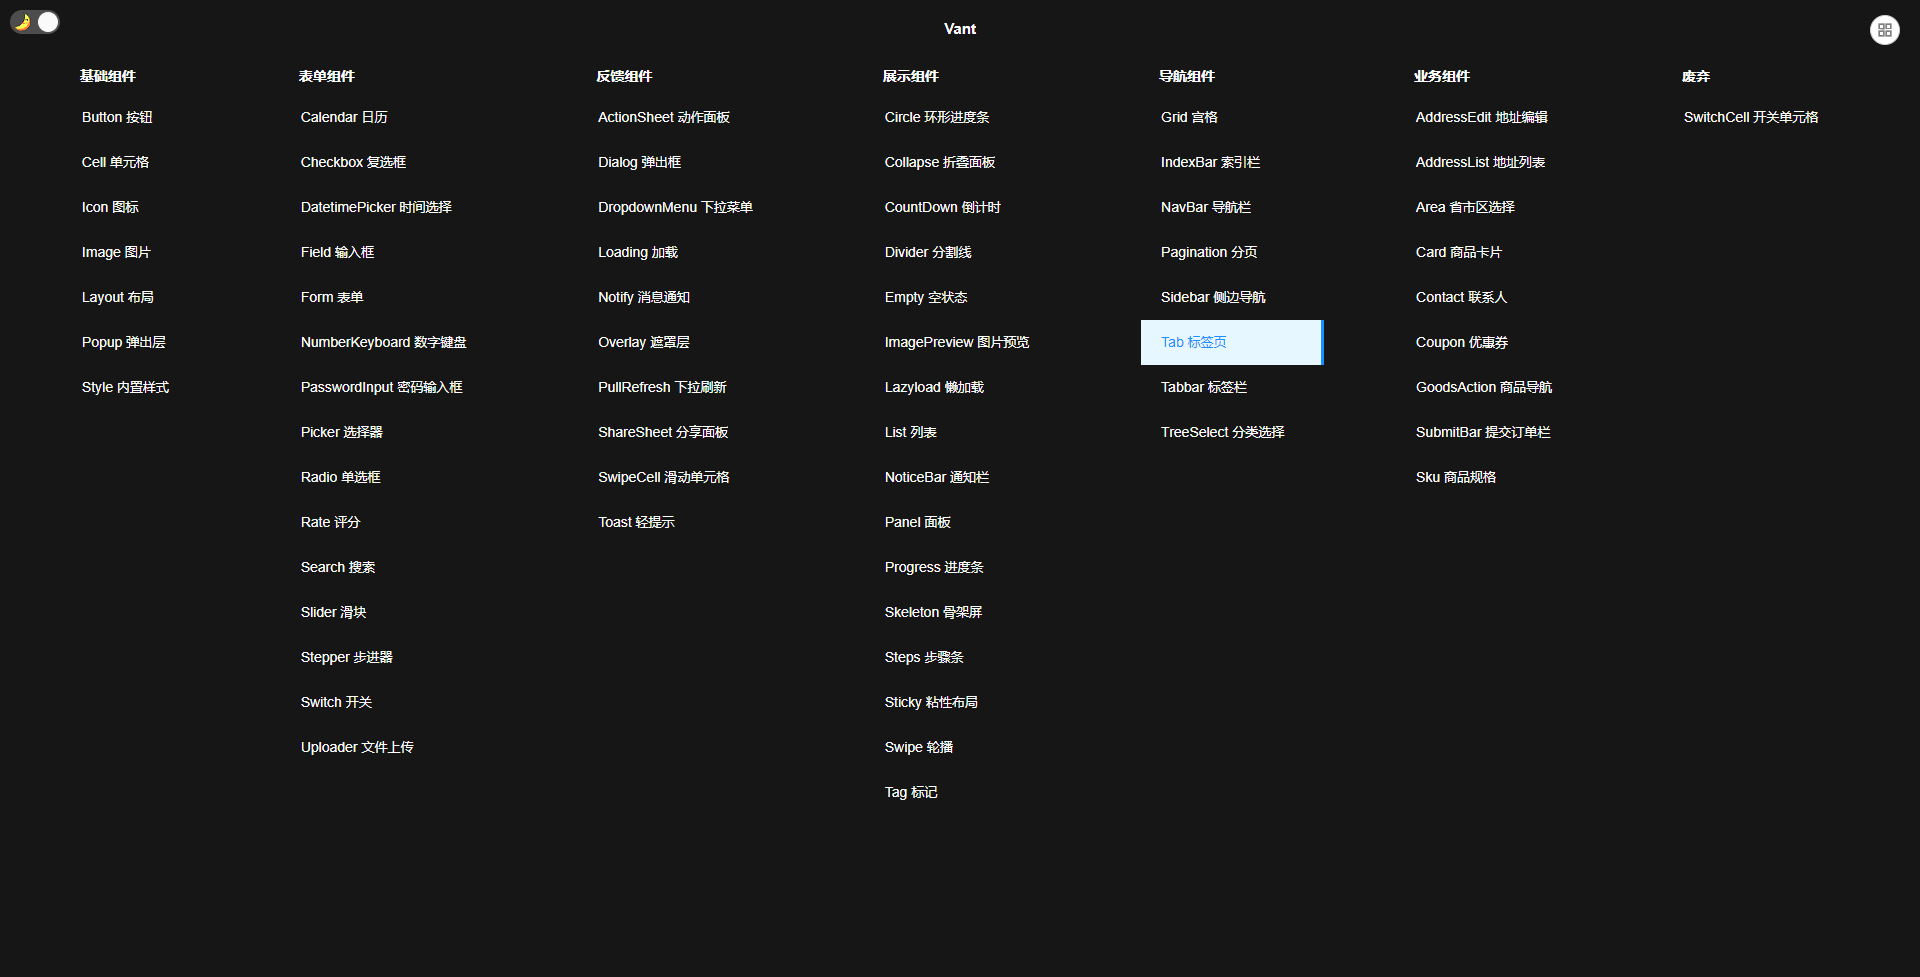 Vant
基础组件
Button 按钮
Cell 单元格
Icon 图标
Image 图片
Layout 布局
Popup 弹出层
Style 内置样式
表单组件
Calendar 日历
Checkbox 复选框
DatetimePicker 时间选择
Field 输入框
Form 表单
NumberKeyboard 数字键盘
PasswordInput 密码输入框
Picker 选择器
Radio 单选框
Rate 评分
Search 搜索
Slider 滑块
Stepper 步进器
Switch 开关
Uploader 文件上传
反馈组件
ActionSheet 动作面板
Dialog 弹出框
DropdownMenu 下拉菜单
Loading 加载
Notify 消息通知
Overlay 遮罩层
PullRefresh 下拉刷新
ShareSheet 分享面板
SwipeCell 滑动单元格
Toast 轻提示
展示组件
Circle 环形进度条
Collapse 折叠面板
CountDown 倒计时
Divider 分割线
Empty 空状态
ImagePreview 图片预览
Lazyload 懒加载
List 列表
NoticeBar 通知栏
Panel 面板
Progress 进度条
Skeleton 骨架屏
Steps 步骤条
Sticky 粘性布局
Swipe 轮播
Tag 标记
导航组件
Grid 宫格
IndexBar 索引栏
NavBar 导航栏
Pagination 分页
Sidebar 侧边导航
Tab 标签页
Tabbar 标签栏
TreeSelect 分类选择
业务组件
AddressEdit 地址编辑
AddressList 地址列表
Area 省市区选择
Card 商品卡片
Contact 联系人
Coupon 优惠券
GoodsAction 商品导航
SubmitBar 提交订单栏
Sku 商品规格
废弃
SwitchCell 开关单元格